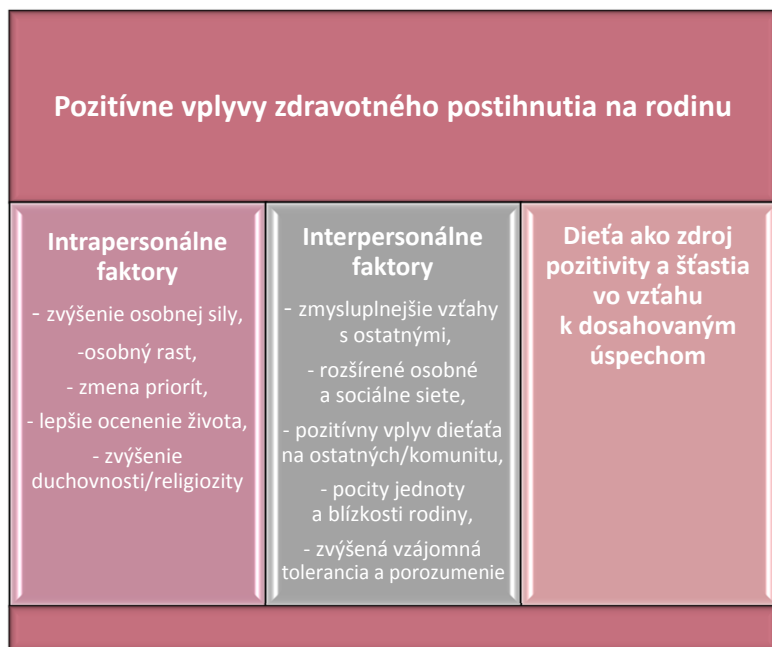 Pozitívne vplyvy zdravotného postihnutia na rodinu
Intrapersonálne
faktory
- zvýšenie osobnej sily,
-osobný rast,
- zmena priorít,
- lepšie ocenenie života,
- zvýšenie
duchovnosti/religiozity
Interpersonálne
faktory
- zmysluplnejšie vzťahy
s ostatnými,
- rozšírené osobné
a sociálne siete,
- pozitívny vplyv dieťaťa
na ostatných/komunitu,
- pocity jednoty
a blízkosti rodiny,
- zvýšená vzájomná
tolerancia a porozumenie
Dieťa ako zdroj
pozitivity a šťastia
vo vzťahu
k dosahovaným
úspechom